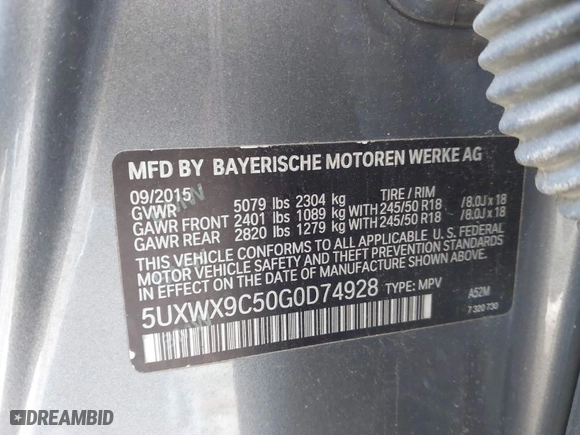 MFD BY BAYERISCHE MOTOREN WERKE AG
09/2015 TIRE / RIM
GVWR 5079 lbs 2304 kg
GAWR FRONT 2401 lbs 1089 kg WITH 245/50 R18 /8.0J x 18
GAWR REAR 2820 lbs 1279 kg WITH 245/50 R18 /8.0J x 18
THIS VEHICLE CONFORMS TO ALL APPLICABLE U. S. FEDERAL
MOTOR VEHICLE SAFETY AND THEFT PREVENTION STANDARDS
IN EFFECT ON THE DATE OF MANUFACTURE SHOWN ABOVE.
5UXWX9C50G0D74928 TYPE: MPV A52M
7 320 730
DREAMBID